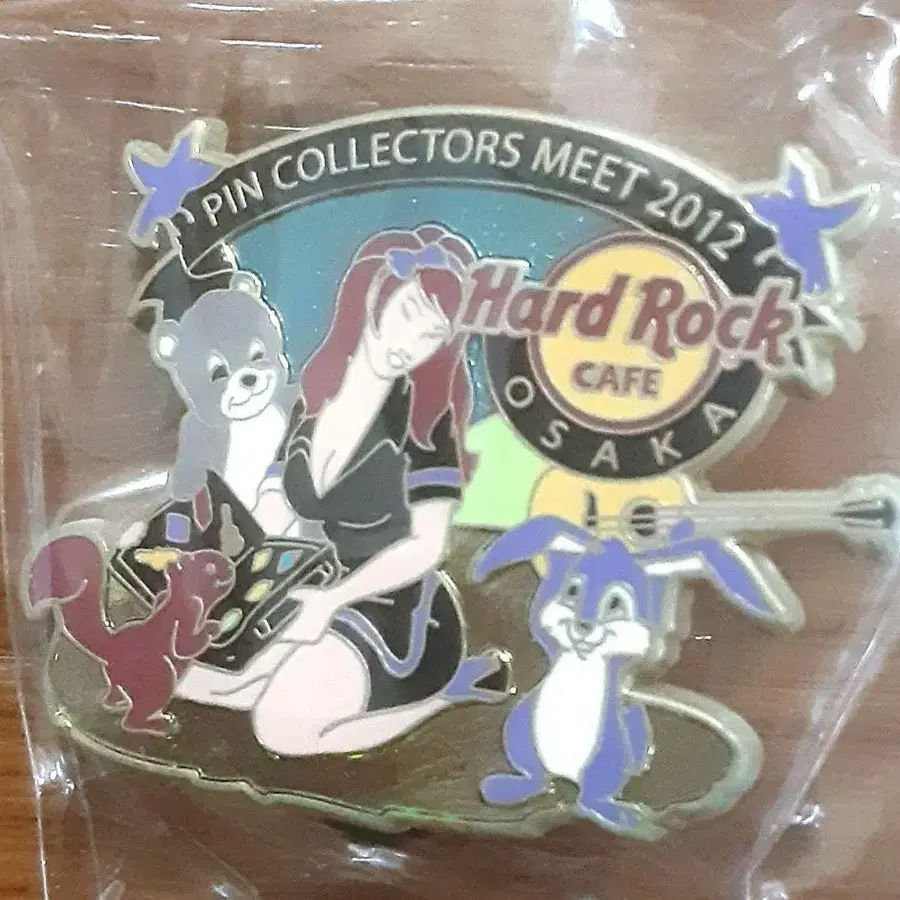 PIN COLLECTORS MEET 2012
Hard Rock
CAFE
OSAKA